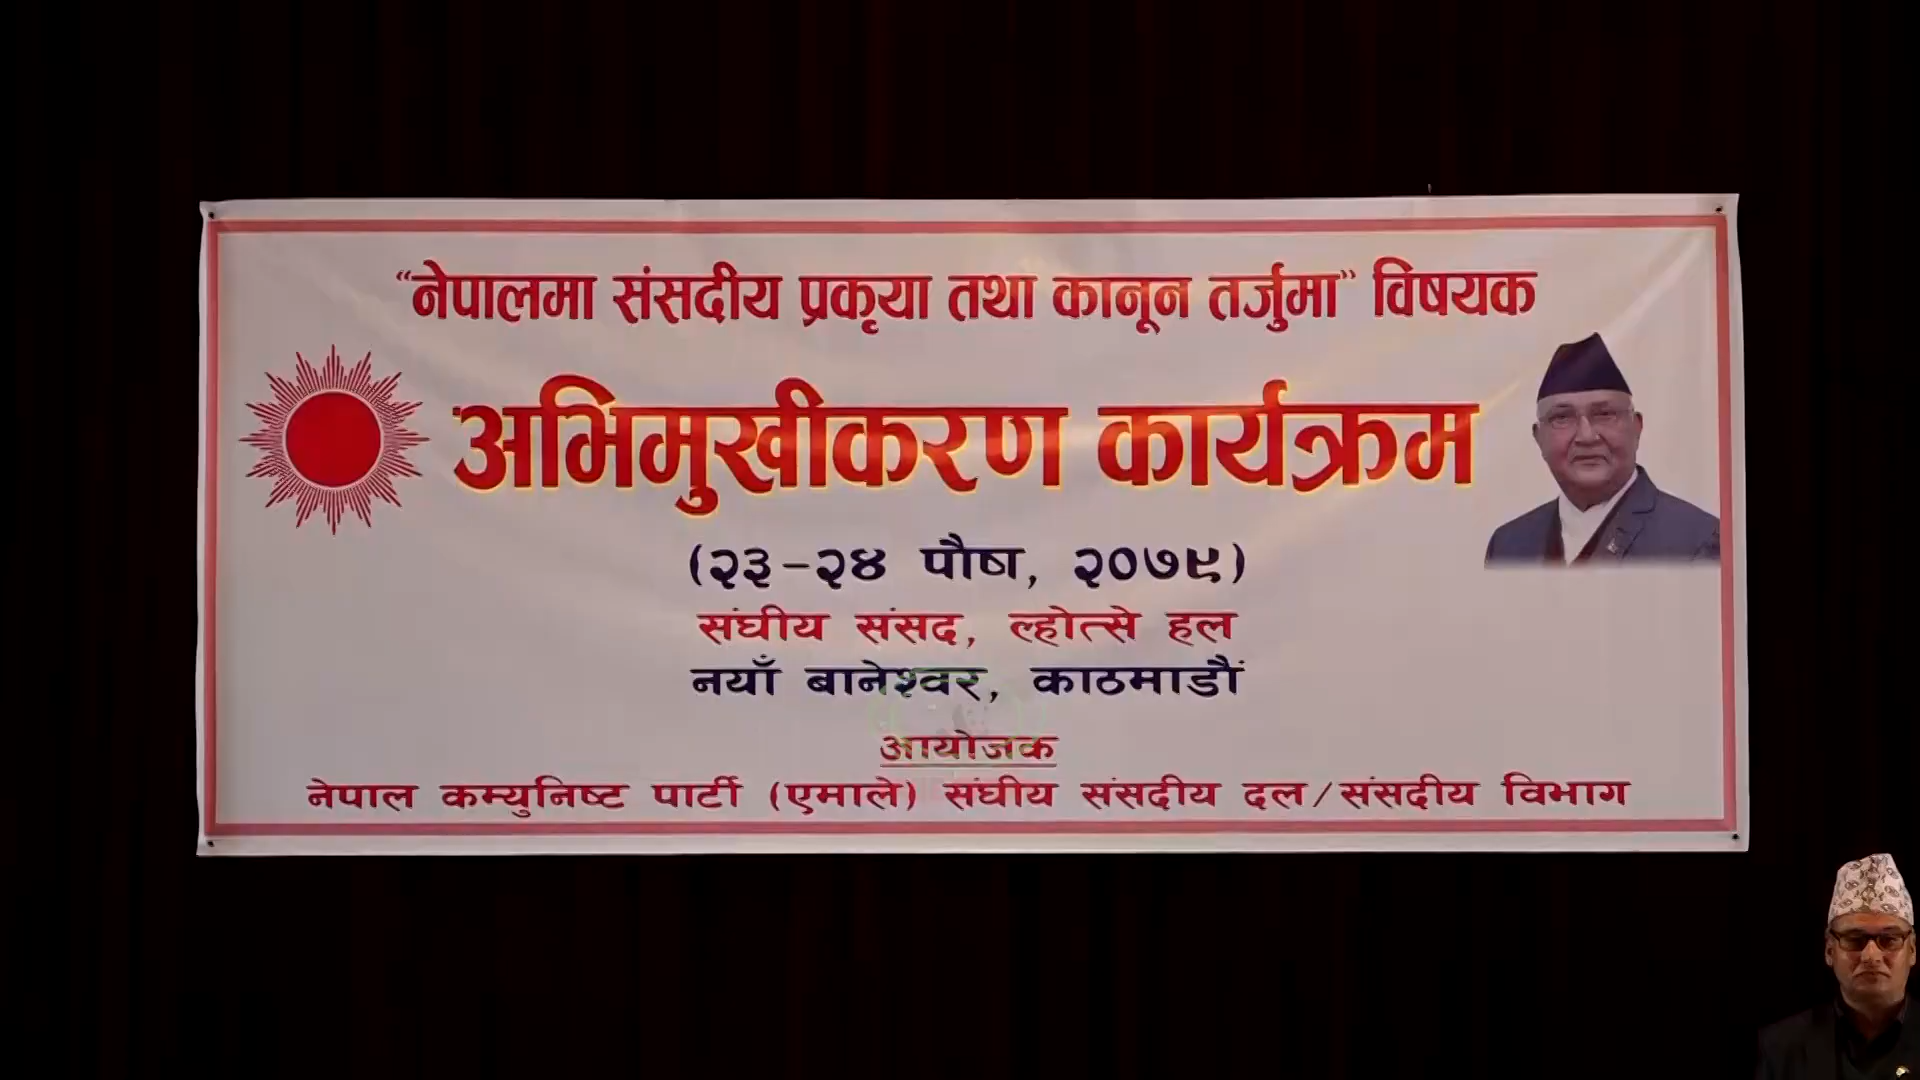 “नेपालमा संसदीय प्रकृया तथा कानून तर्जुमा” विषयक
अभिमुखीकरण कार्यक्रम
(२३-२४ पौष, २०७९)
संघीय संसद, ल्होत्से हल
नयाँ बानेश्वर, काठमाडौं
आयोजक
नेपाल कम्युनिष्ट पार्टी (एमाले) संघीय संसदीय दल/संसदीय विभाग